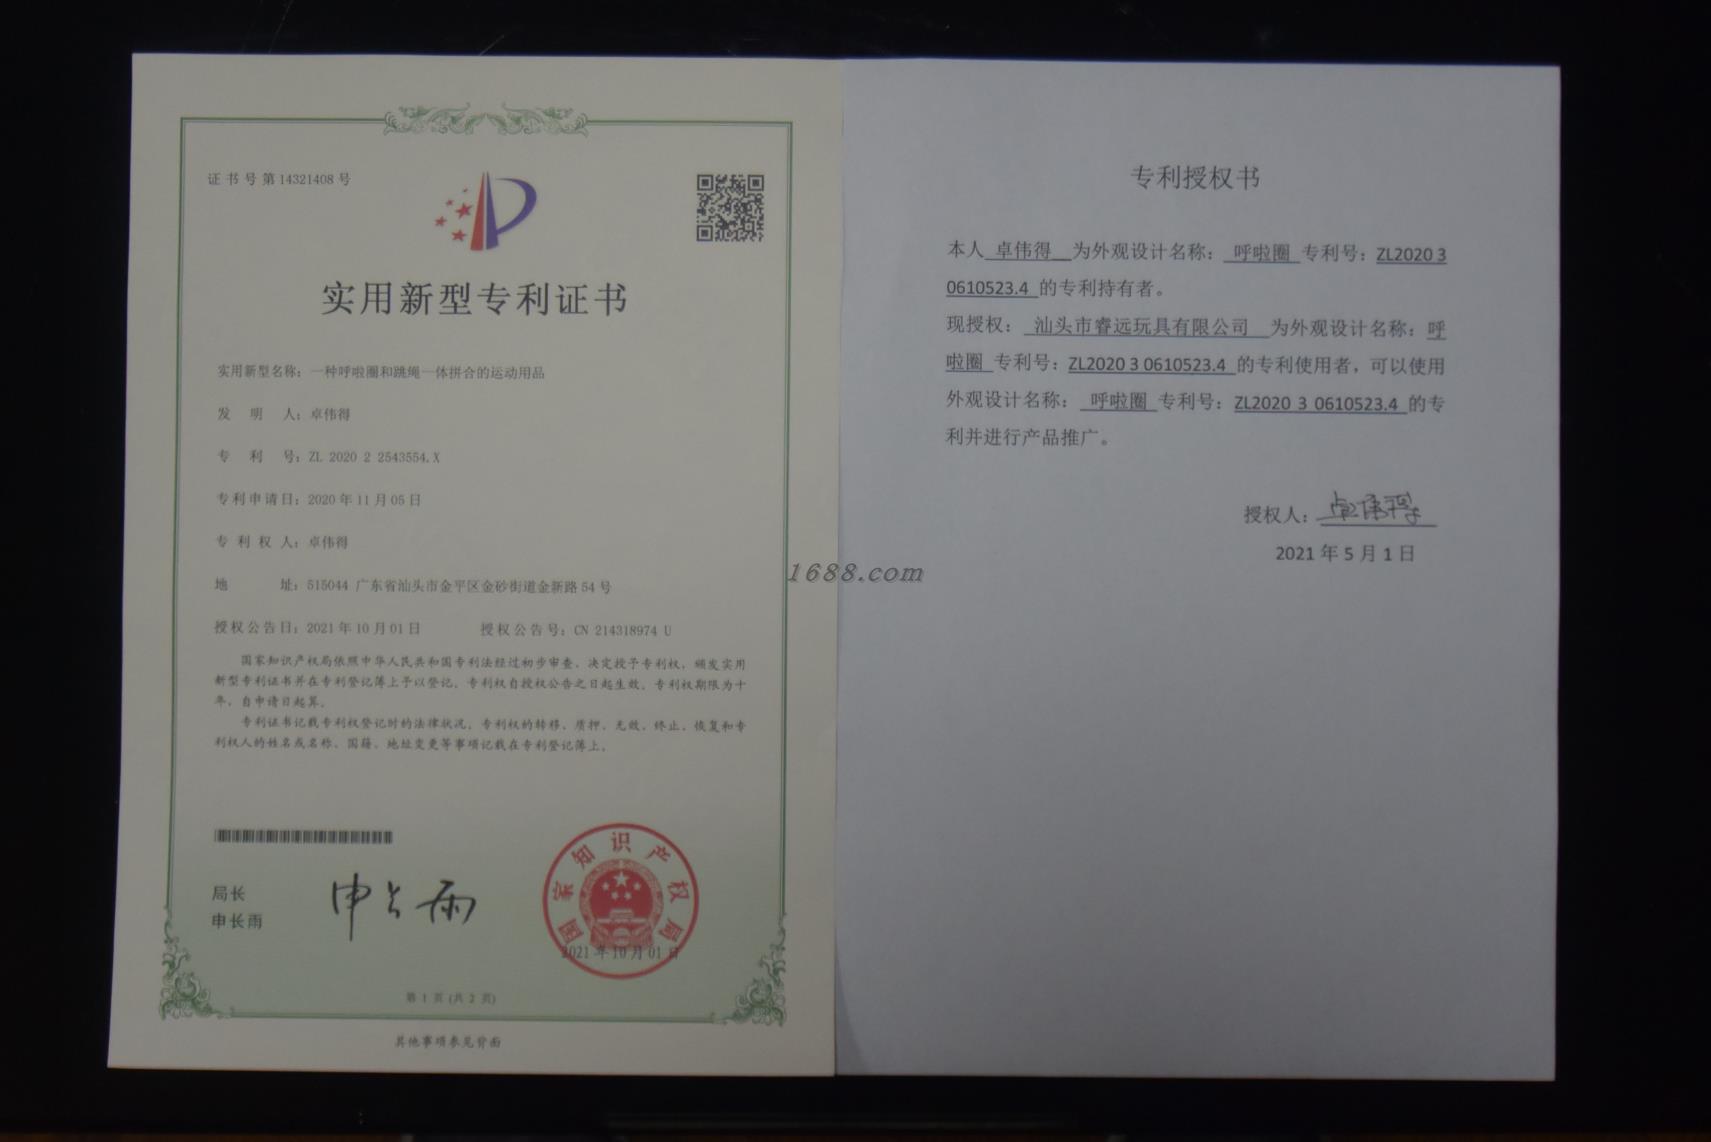 证书号第14321408号
实用新型专利证书
实用新型名称：一种呼啦圈和跳绳一体拼合的运动用品
发明人：卓伟得
专利号：ZL 2020 2 2543554.X
专利申请日：2020年11月05日
专利权人：卓伟得
地址：515044 广东省汕头市金平区金砂街道金新路54号
授权公告日：2021年10月01日 授权公告号：CN 214318974 U
国家知识产权局依照中华人民共和国专利法经过初步审查，决定授予专利权，颁发实用
新型专利证书并在专利登记簿上予以登记。专利权自授权公告之日起生效。专利权期限为十
年，自申请日起算。
专利证书记载专利权登记时的法律状况。专利权的转移、质押、无效、终止、恢复和专
利权人的姓名或名称、国籍、地址变更等事项记载在专利登记簿上。
局长
申长雨
申长雨
国家知识产权局
2021年10月01日
第 1 页 (共 2 页)
其他事项参见背面
专利授权书
本人 卓伟得 为外观设计名称： 呼啦圈 专利号：ZL2020 3
0610523.4 的专利持有者。
现授权： 汕头市睿远玩具有限公司 为外观设计名称：呼
啦圈 专利号：ZL2020 3 0610523.4 的专利使用者，可以使用
外观设计名称： 呼啦圈 专利号：ZL2020 3 0610523.4 的专
利并进行产品推广。
授权人：卓伟得
2021 年 5 月 1 日
1688.com